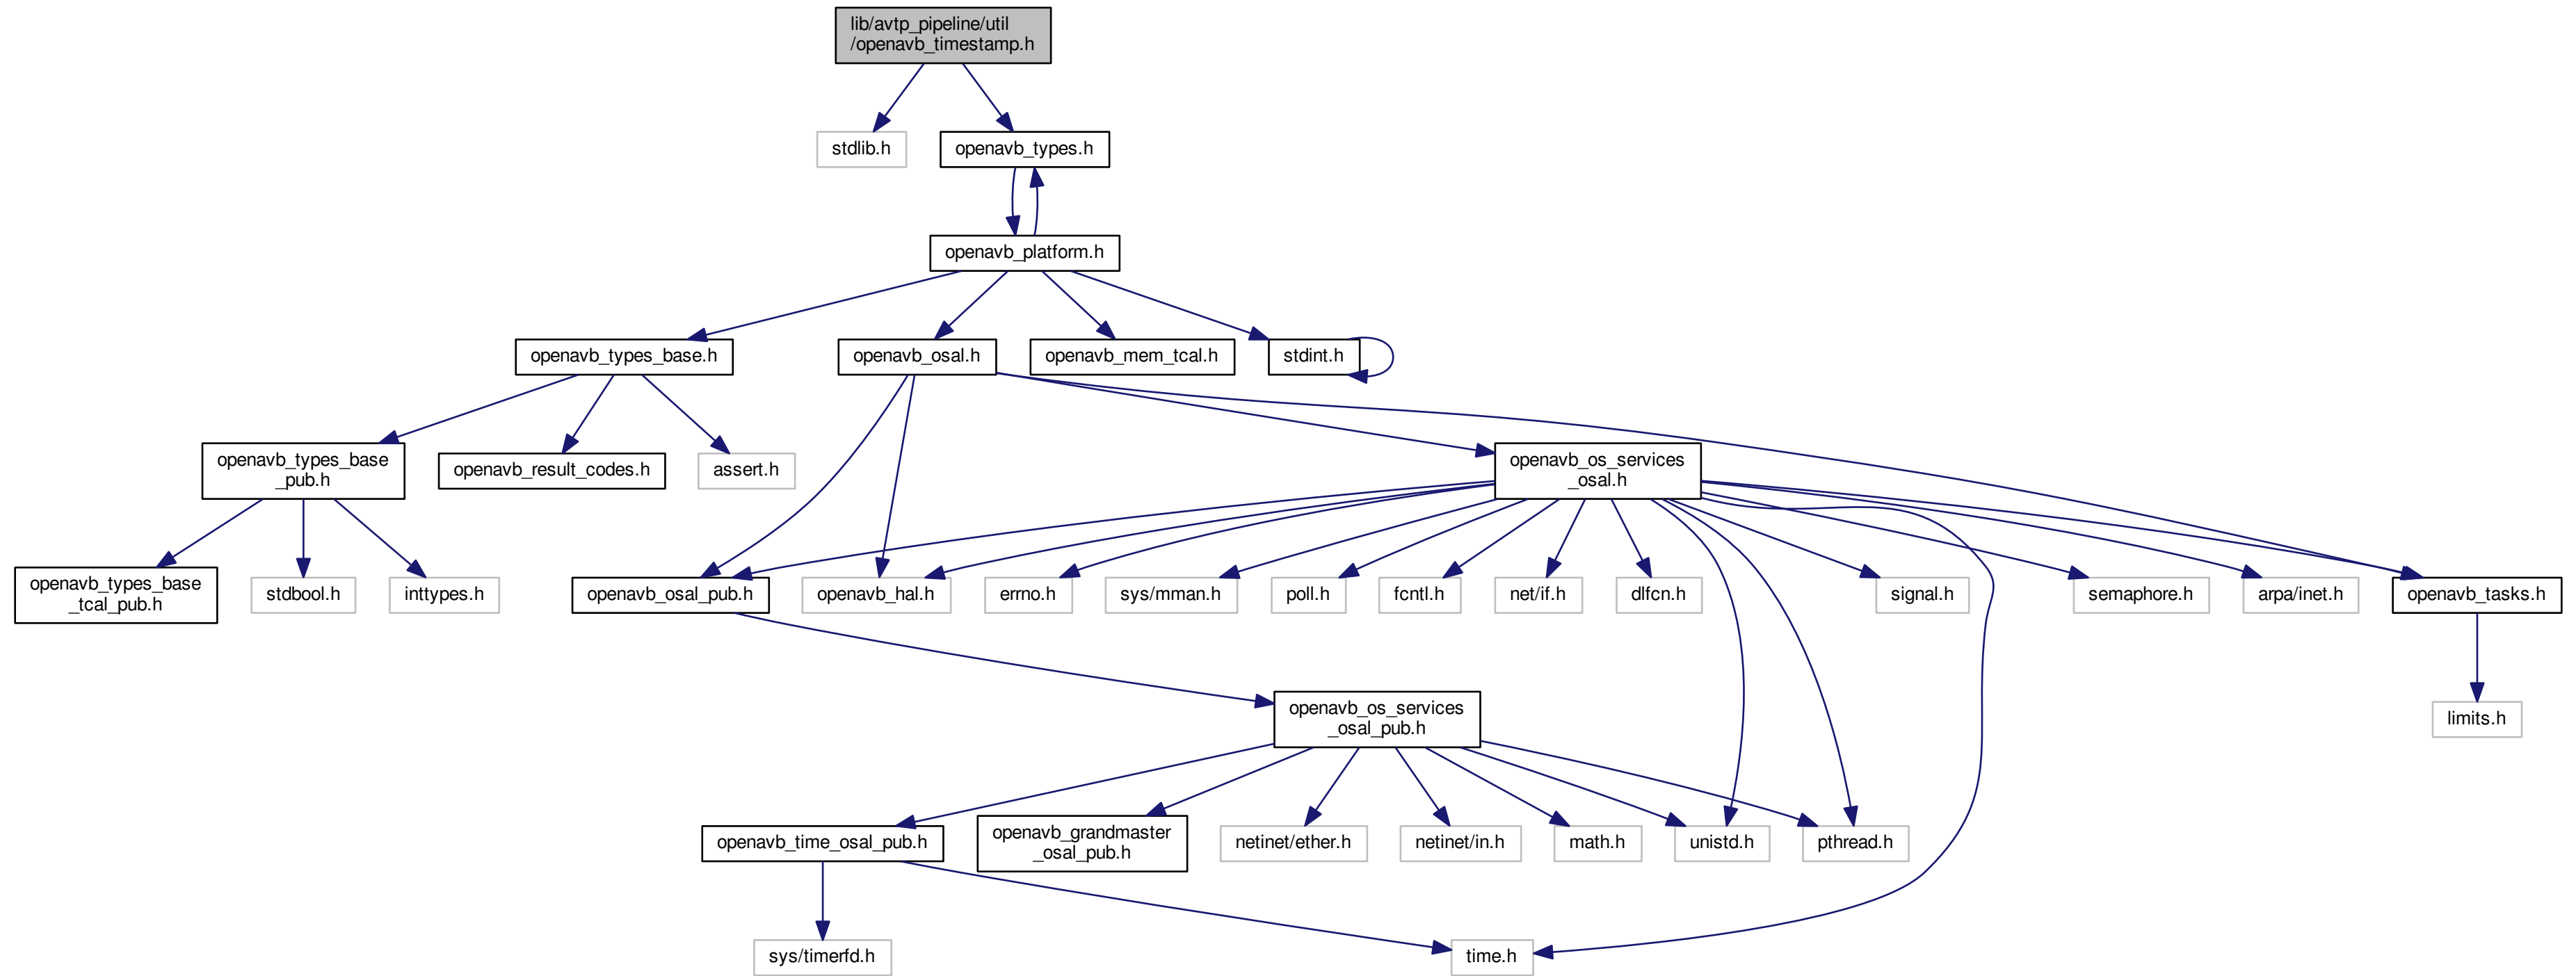 lib/avtp_pipeline/util
/openavb_timestamp.h
stdlib.h
openavb_types.h
openavb_platform.h
openavb_types_base.h
openavb_osal.h
openavb_mem_tcal.h
stdint.h
openavb_types_base
_pub.h
openavb_result_codes.h
assert.h
openavb_os_services
_osal.h
openavb_types_base
_tcal_pub.h
stdbool.h
inttypes.h
openavb_osal_pub.h
openavb_hal.h
errno.h
sys/mman.h
poll.h
fcntl.h
net/if.h
dlfcn.h
signal.h
semaphore.h
arpa/inet.h
openavb_tasks.h
openavb_os_services
_osal_pub.h
limits.h
openavb_time_osal_pub.h
openavb_grandmaster
_osal_pub.h
netinet/ether.h
netinet/in.h
math.h
unistd.h
pthread.h
sys/timerfd.h
time.h